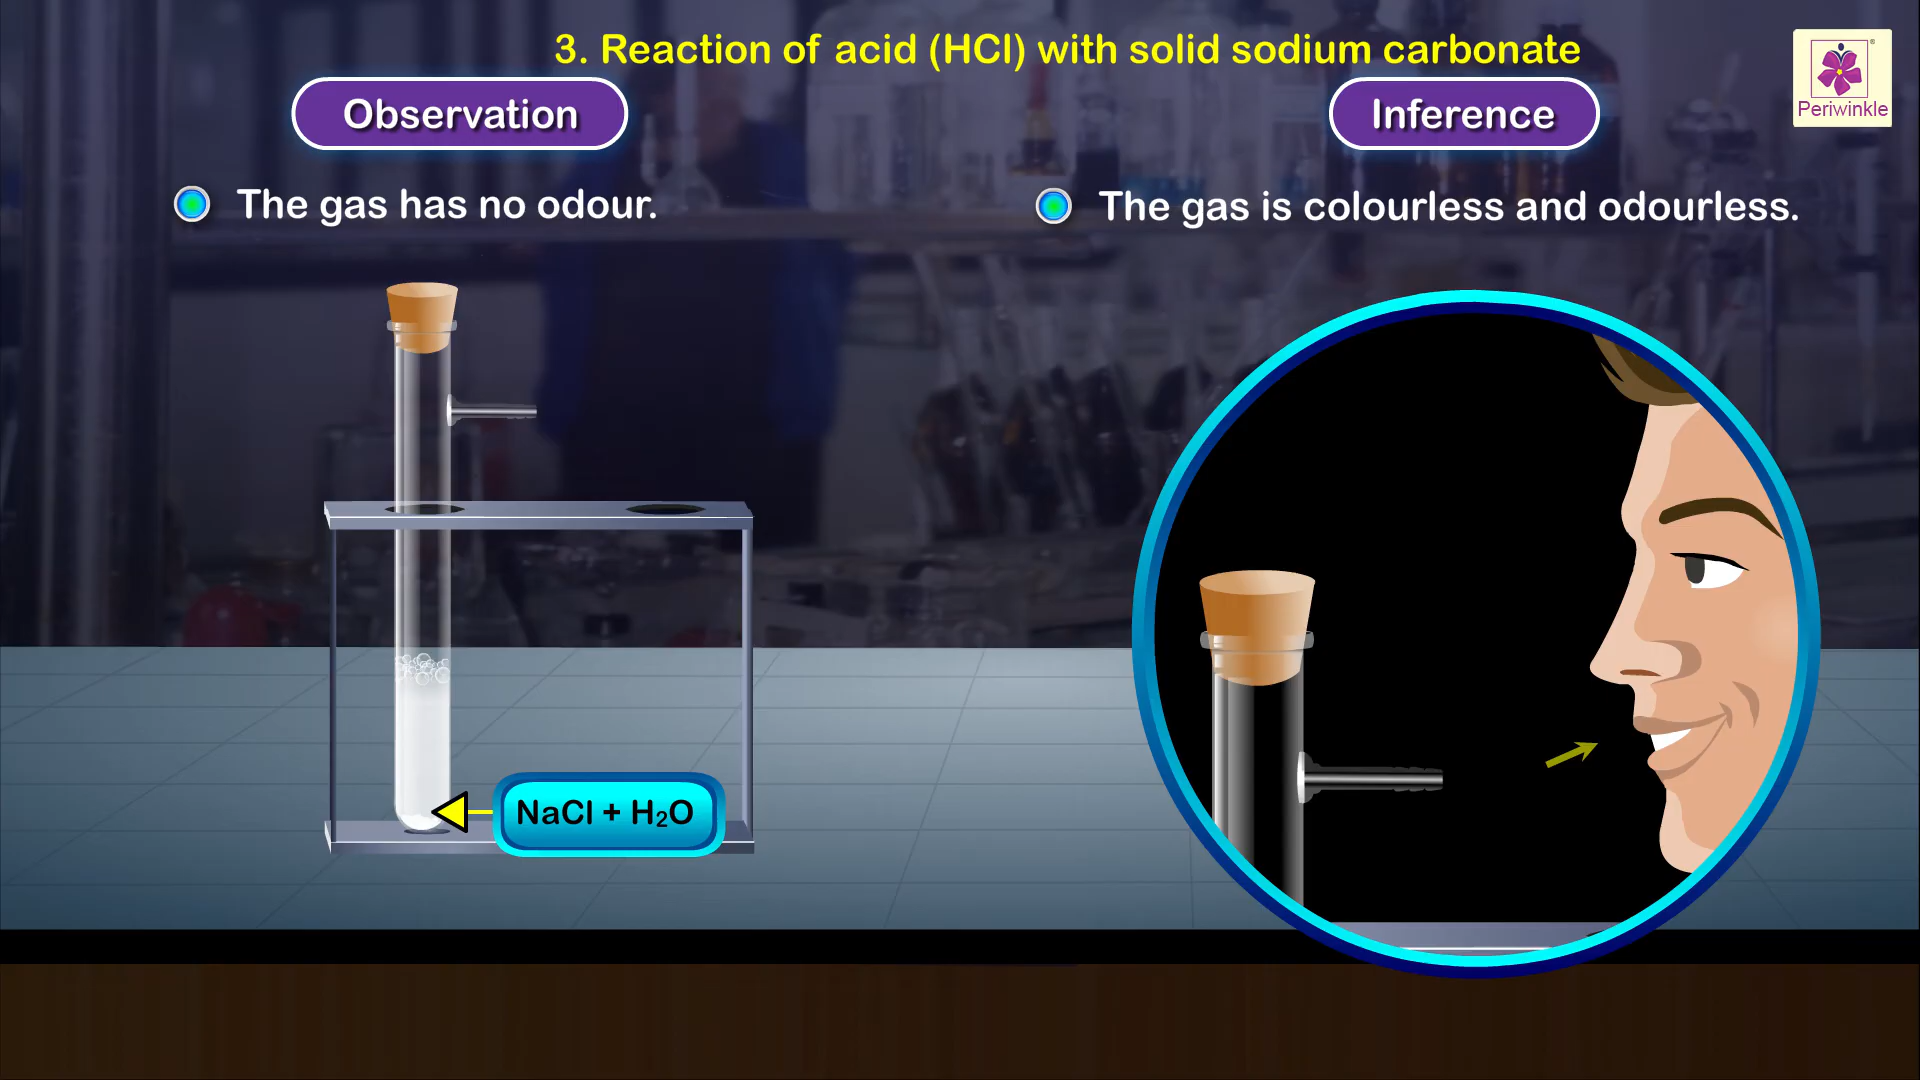 3. Reaction of acid (HCl) with solid sodium carbonate
Periwinkle
Observation
Inference
The gas has no odour.
The gas is colourless and odourless.
NaCl + H₂O